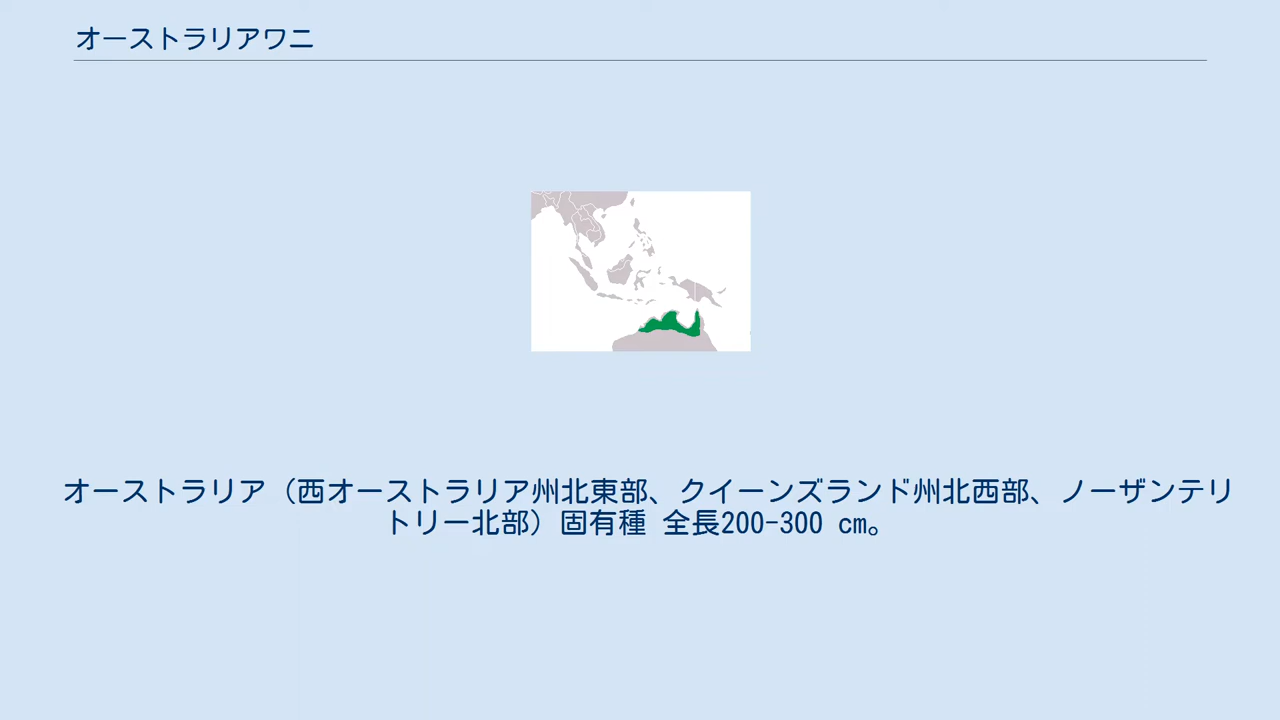 オーストラリアワニ
オーストラリア（西オーストラリア州北東部、クイーンズランド州北西部、ノーザンテリ
トリー北部）固有種 全長200-300 cm。